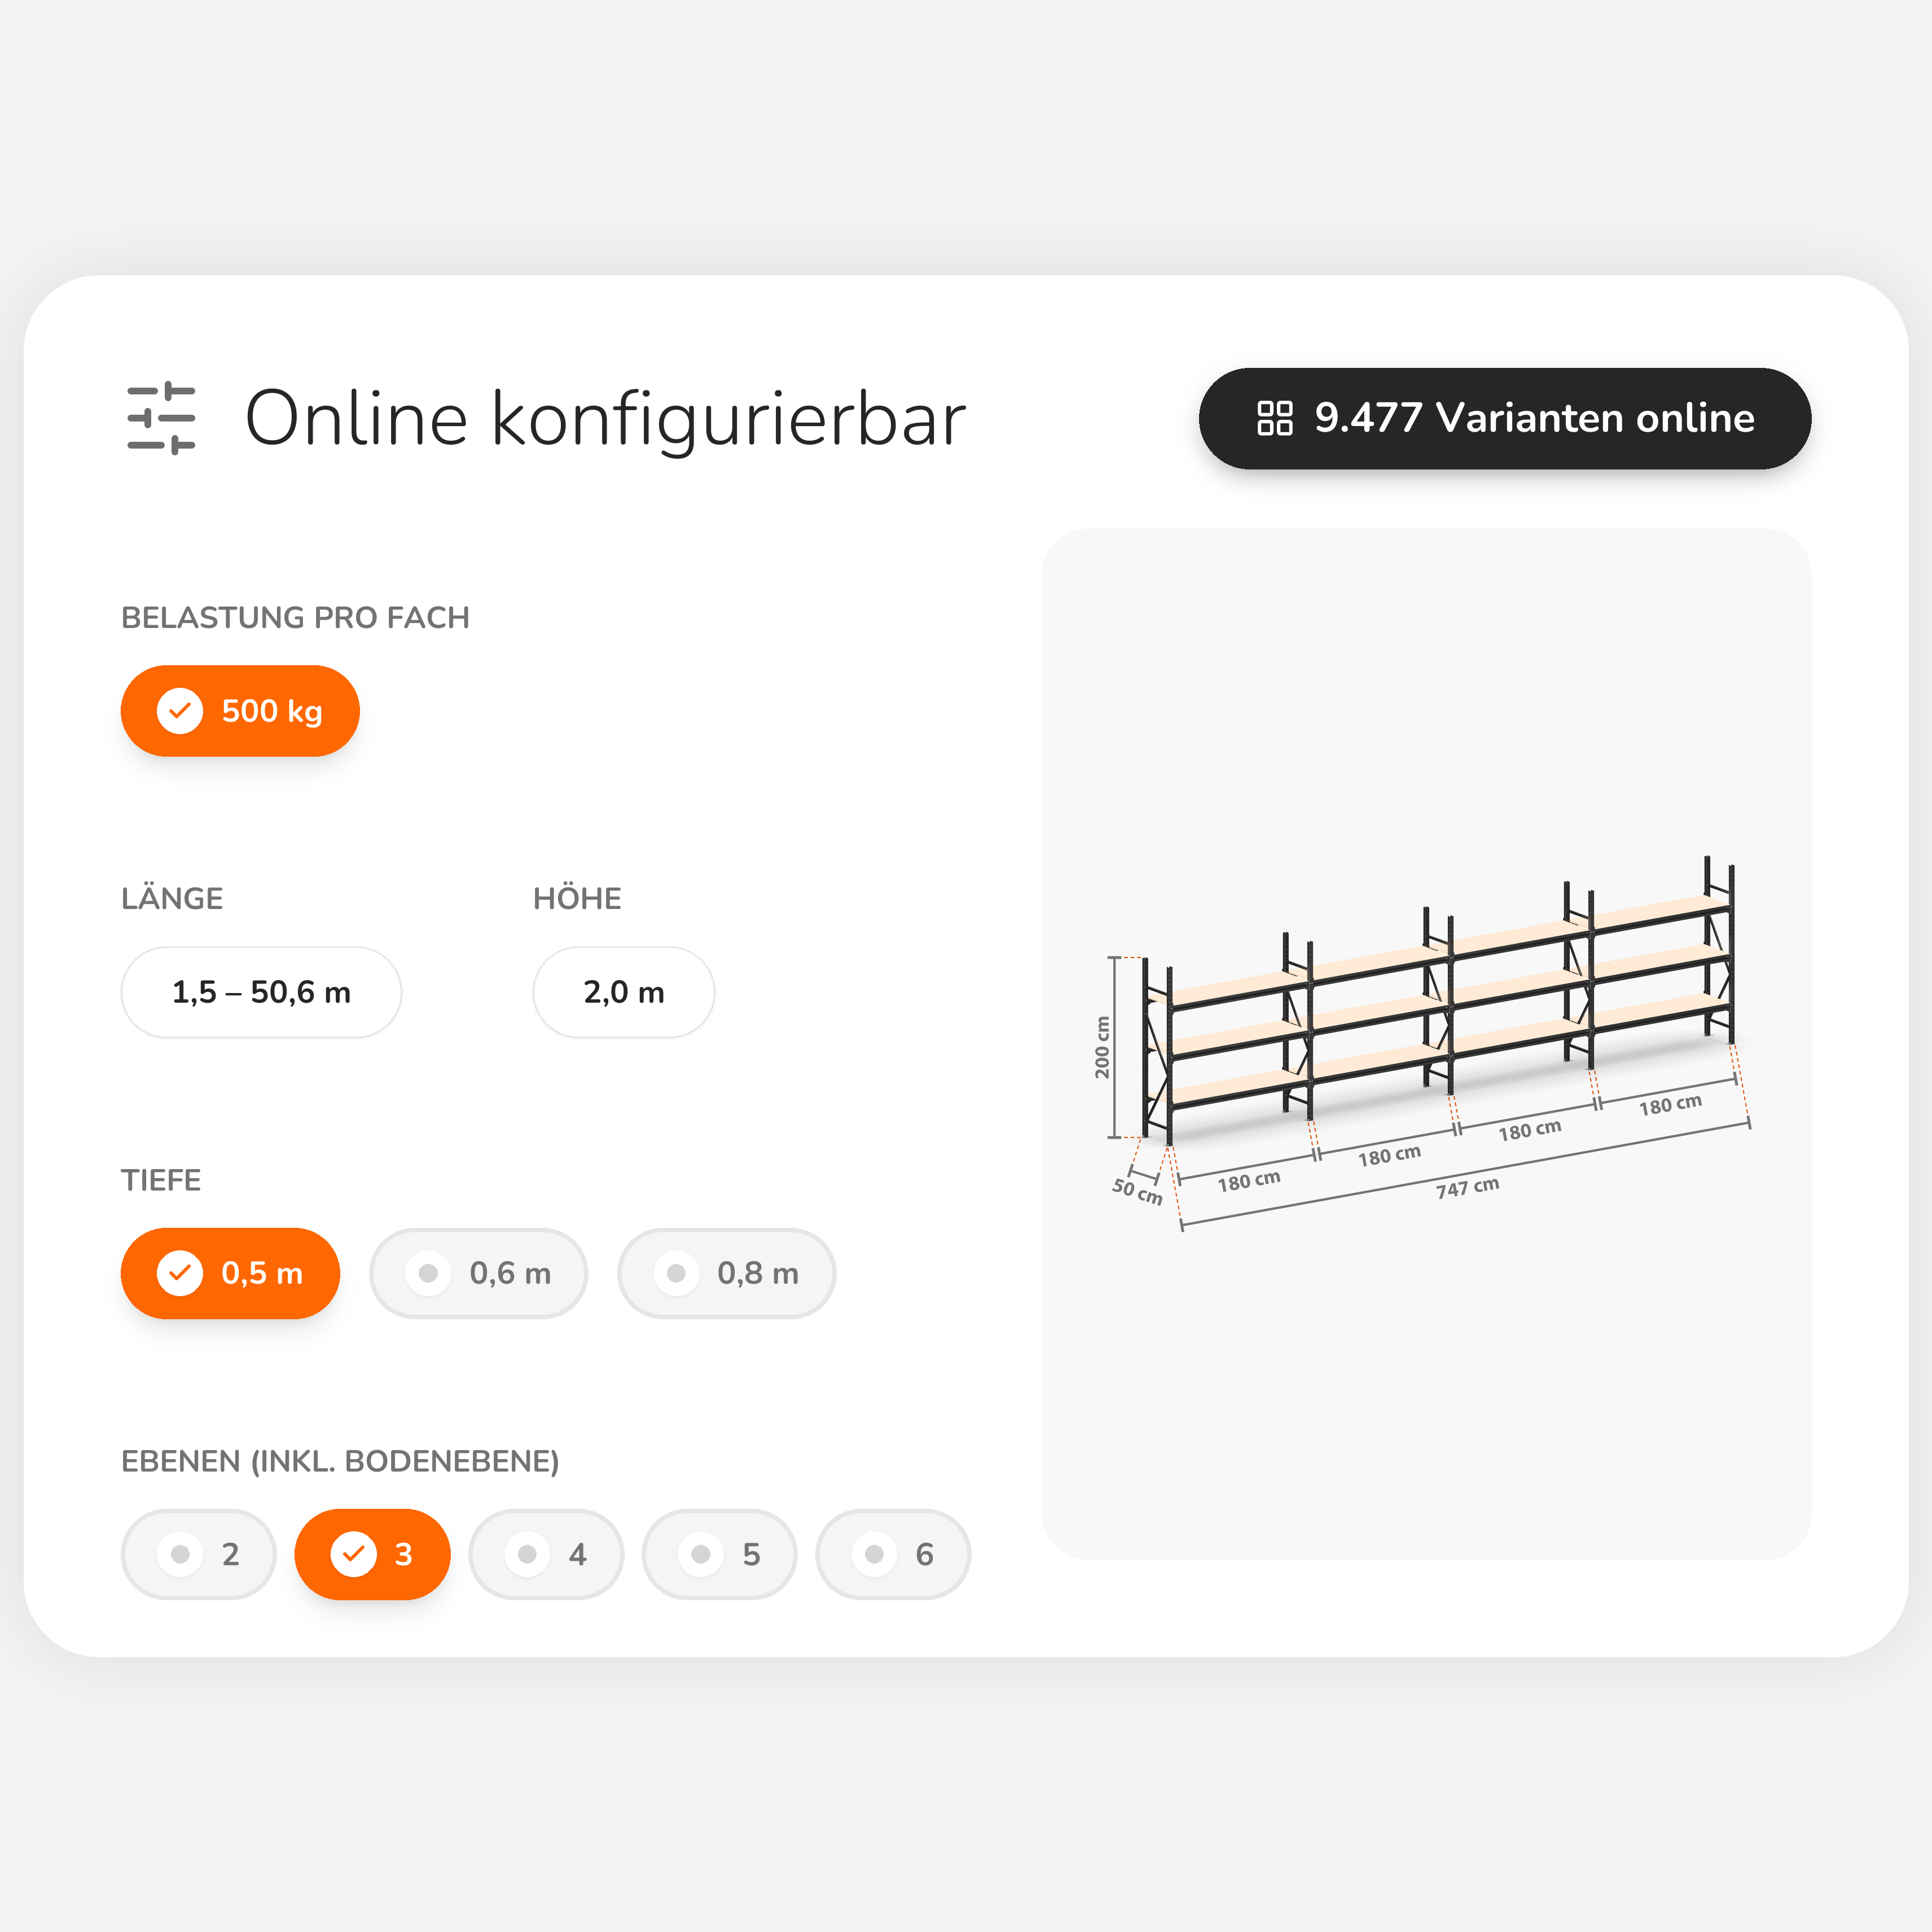 Online konfigurierbar
9.477 Varianten online
BELASTUNG PRO FACH
500 kg
LÄNGE
HÖHE
1,5 – 50,6 m
2,0 m
TIEFE
0,5 m
0,6 m
0,8 m
EBENEN (INKL. BODENEBENE)
2
3
4
5
6
200 cm
50 cm
180 cm
180 cm
180 cm
180 cm
747 cm